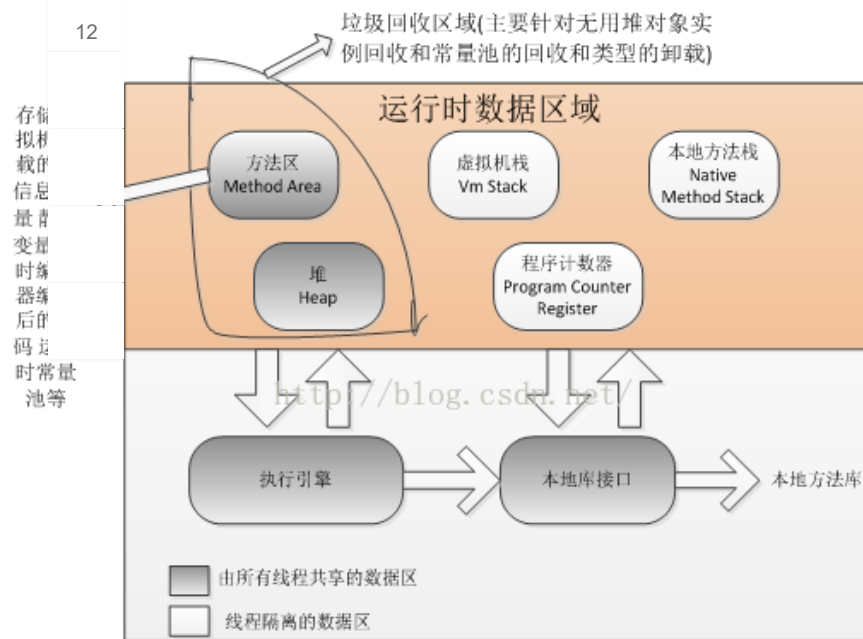 12
垃圾回收区域(主要针对无用堆对象实
例回收和常量池的回收和类型的卸载)
运行时数据区域
存储
拟机
载的
信息
量 静
变量
时编
器编
后的
码 运
时常量
池等
方法区
Method Area
虚拟机栈
Vm Stack
本地方法栈
Native
Method Stack
堆
Heap
程序计数器
Program Counter
Register
http://blog.csdn.net/
执行引擎
本地库接口
本地方法库
由所有线程共享的数据区
线程隔离的数据区